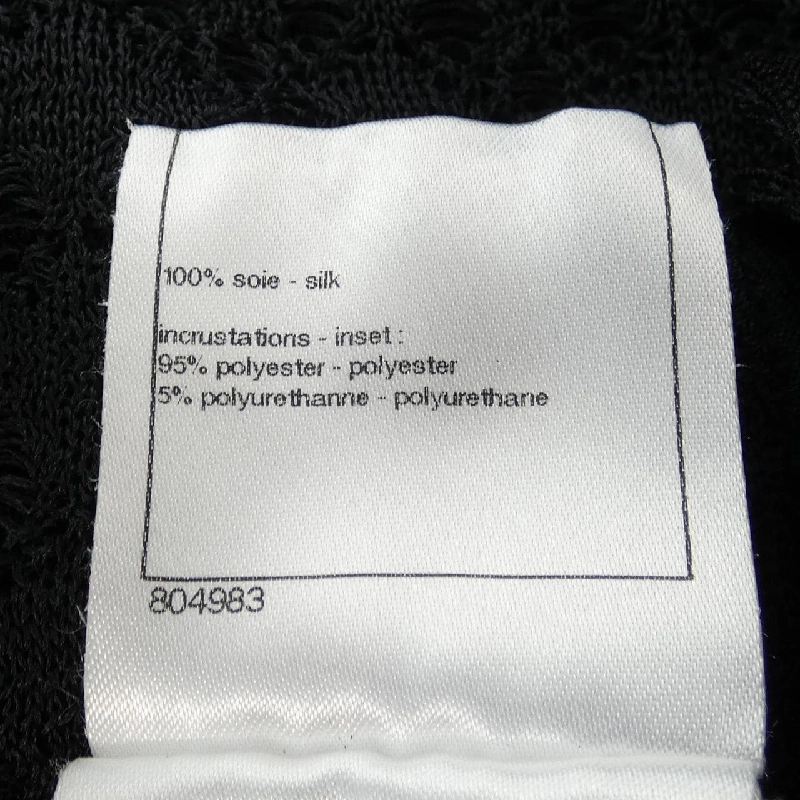 100% soie - silk
incrustations - inset :
95% polyester - polyester
5% polyurethanne - polyurethane
804983